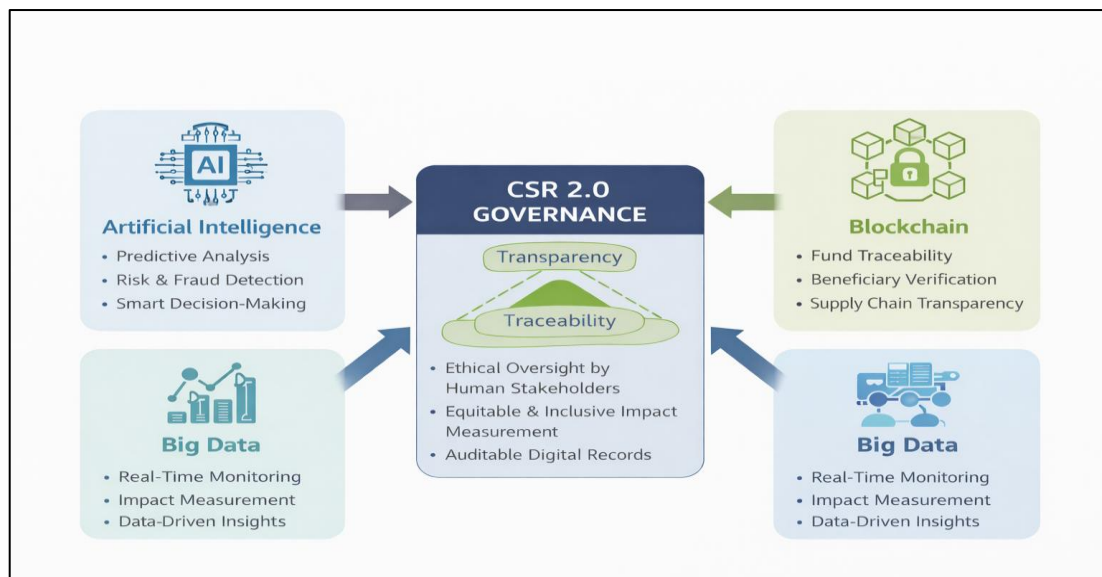 AI
Artificial Intelligence
• Predictive Analysis
• Risk & Fraud Detection
• Smart Decision-Making
Big Data
• Real-Time Monitoring
• Impact Measurement
• Data-Driven Insights
CSR 2.0
GOVERNANCE
Transparency
Traceability
• Ethical Oversight by
Human Stakeholders
• Equitable & Inclusive Impact
Measurement
• Auditable Digital Records
Blockchain
• Fund Traceability
• Beneficiary Verification
• Supply Chain Transparency
Big Data
• Real-Time Monitoring
• Impact Measurement
• Data-Driven Insights